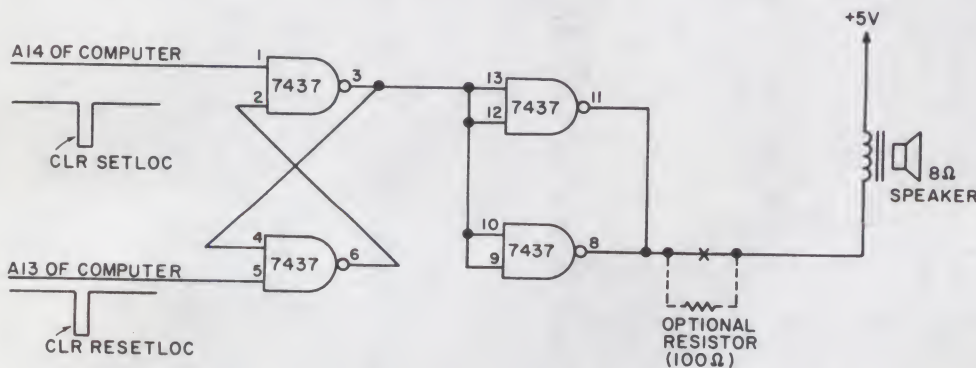 A14 OF COMPUTER
1
2
7437
3
CLR SETLOC
13
12
7437
11
+5V
8Ω
SPEAKER
10
9
7437
8
4
5
7437
6
A13 OF COMPUTER
CLR RESETLOC
X
OPTIONAL
RESISTOR
(100Ω)